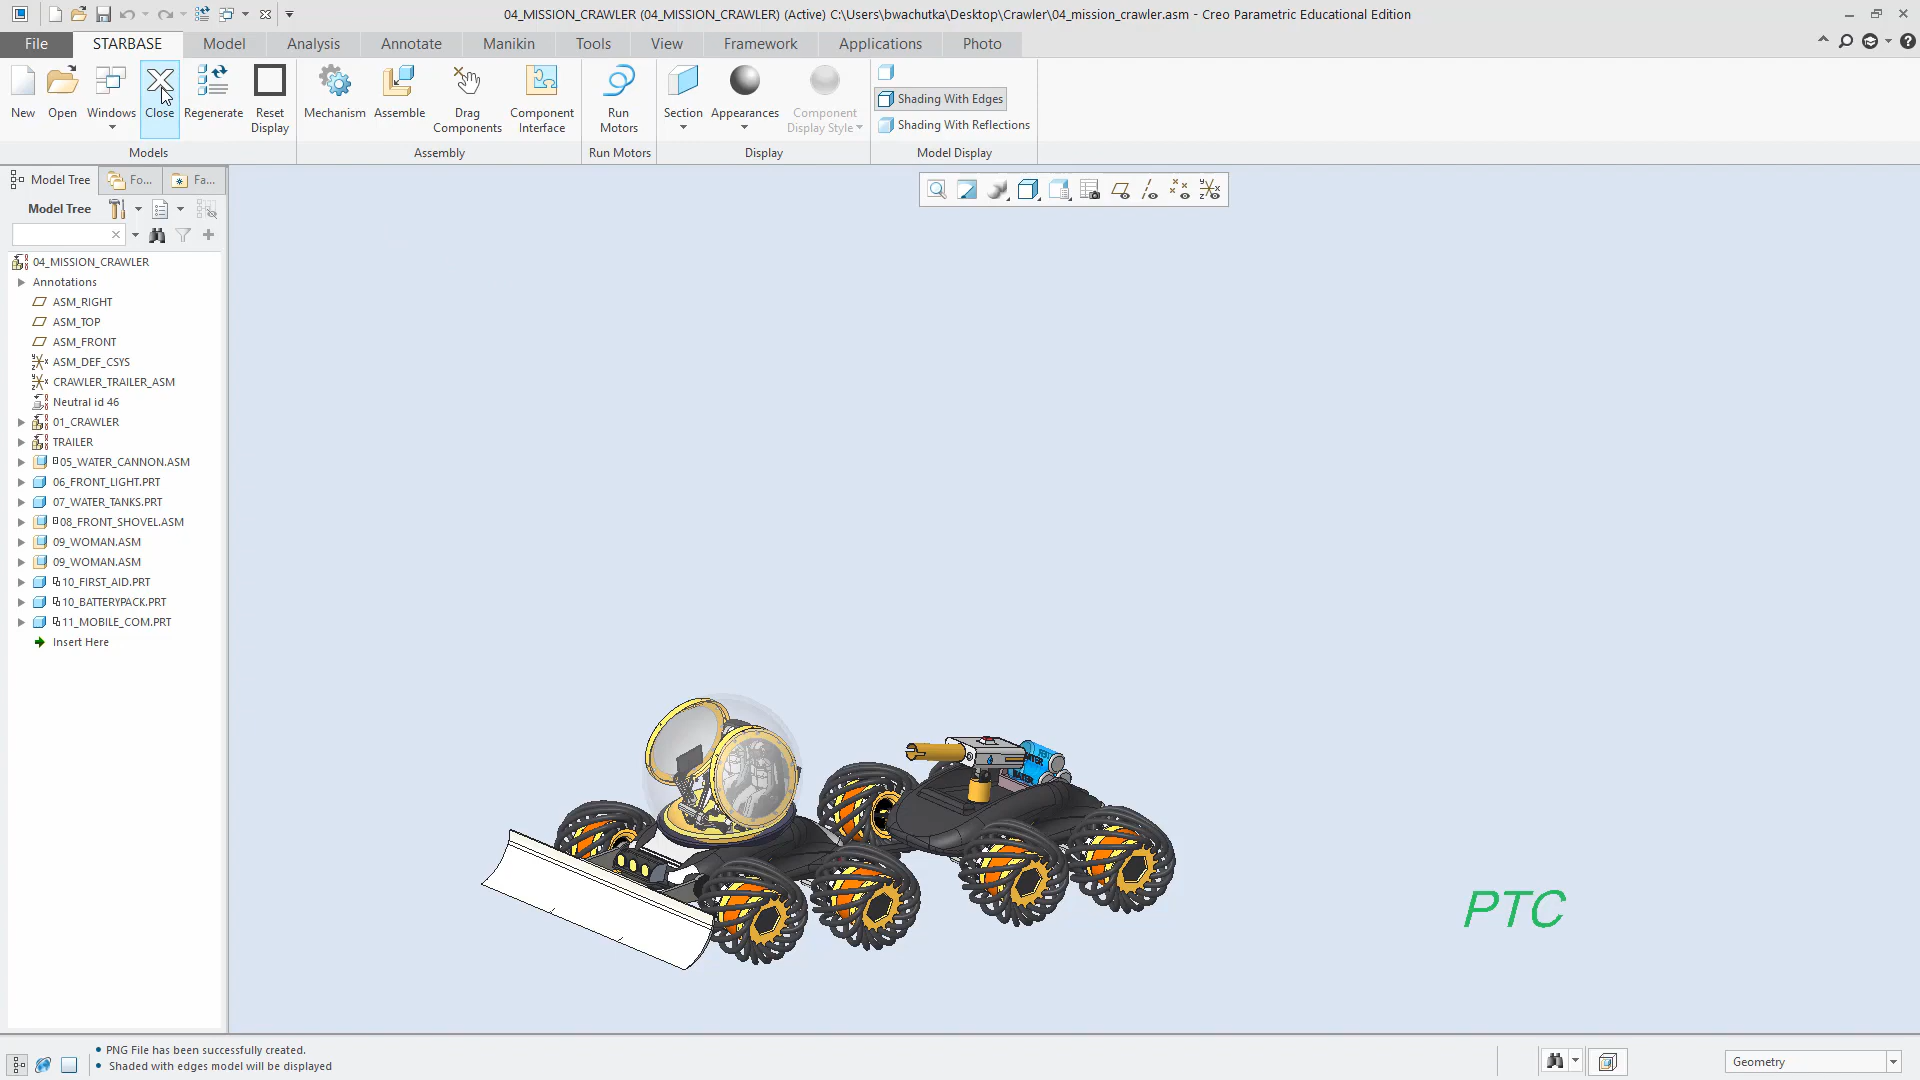 04_MISSION_CRAWLER (04_MISSION_CRAWLER) (Active) C:\Users\bwachutka\Desktop\Crawler\04_mission_crawler.asm - Creo Parametric Educational Edition
File STARBASE Model Analysis Annotate Manikin Tools View Framework Applications Photo
New Open Windows Close Regenerate Reset Display Mechanism Assemble Drag Components Component Interface Run Motors Section Appearances Component Display Style
Shading With Edges
Shading With Reflections
Models Assembly Run Motors Display Model Display
Model Tree Fo... Fa...
Model Tree
04_MISSION_CRAWLER
Annotations
ASM_RIGHT
ASM_TOP
ASM_FRONT
ASM_DEF_CSYS
CRAWLER_TRAILER_ASM
Neutral id 46
01_CRAWLER
TRAILER
05_WATER_CANNON.ASM
06_FRONT_LIGHT.PRT
07_WATER_TANKS.PRT
08_FRONT_SHOVEL.ASM
09_WOMAN.ASM
09_WOMAN.ASM
10_FIRST_AID.PRT
10_BATTERYPACK.PRT
11_MOBILE_COM.PRT
Insert Here
PTC
PNG File has been successfully created.
Shaded with edges model will be displayed
Geometry